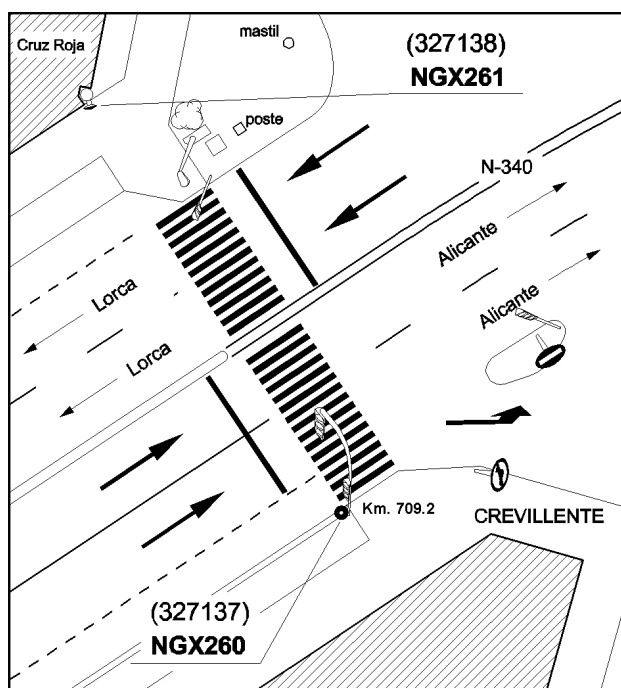 Cruz Roja
mastil
(327138)
NGX261
poste
N-340
Alicante
Alicante
Lorca
Lorca
Km. 709.2
CREVILLENTE
(327137)
NGX260